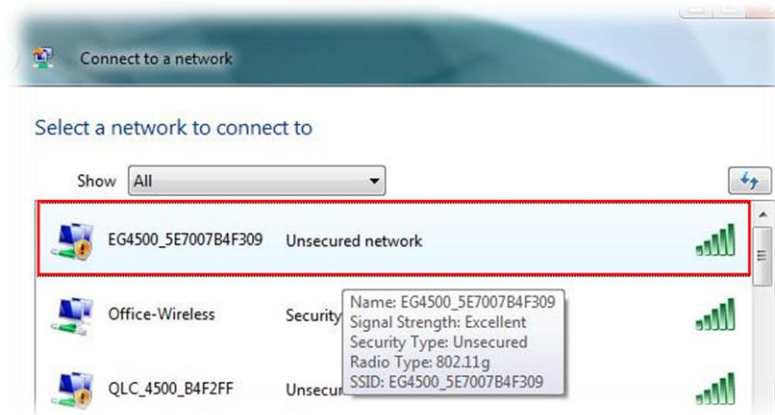 Connect to a network
Select a network to connect to
Show All
EG4500_5E7007B4F309 Unsecured network
Name: EG4500_5E7007B4F309
Office-Wireless Security
Signal Strength: Excellent
Security Type: Unsecured
Radio Type: 802.11g
SSID: EG4500_5E7007B4F309
QLC_4500_B4F2FF Unsecur